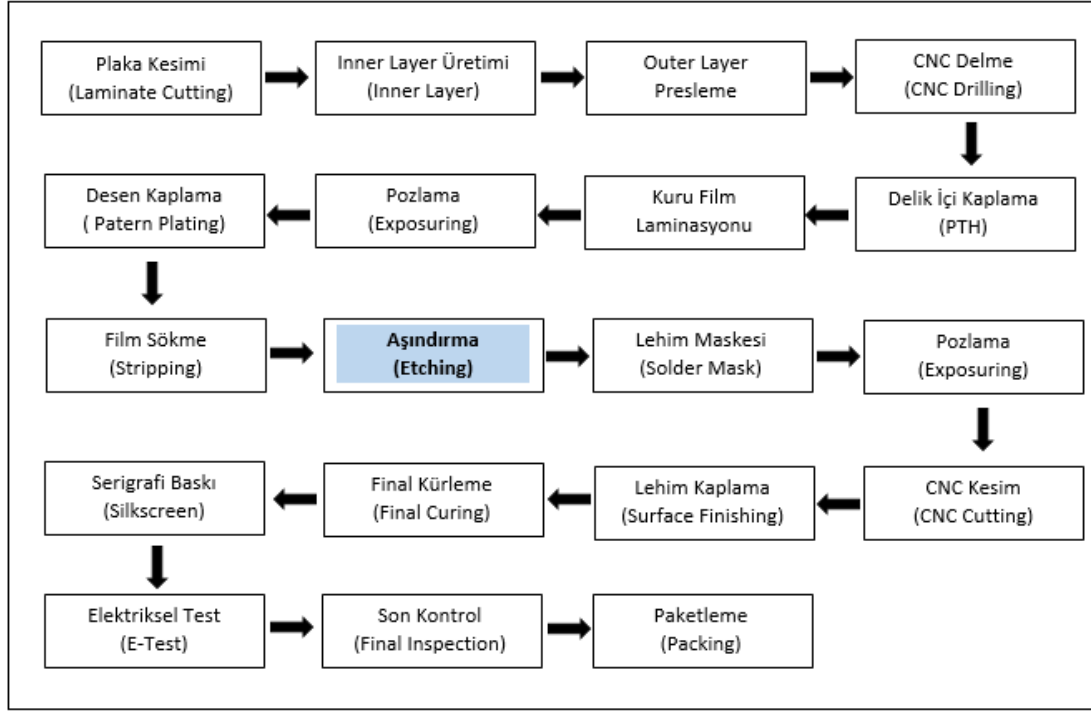 Plaka Kesimi
(Laminate Cutting)
Inner Layer Üretimi
(Inner Layer)
Outer Layer
Presleme
CNC Delme
(CNC Drilling)
Desen Kaplama
( Patern Plating)
Pozlama
(Exposuring)
Kuru Film
Laminasyonu
Delik İçi Kaplama
(PTH)
Film Sökme
(Stripping)
Aşındırma
(Etching)
Lehim Maskesi
(Solder Mask)
Pozlama
(Exposuring)
Serigrafi Baskı
(Silkscreen)
Final Kürleme
(Final Curing)
Lehim Kaplama
(Surface Finishing)
CNC Kesim
(CNC Cutting)
Elektriksel Test
(E-Test)
Son Kontrol
(Final Inspection)
Paketleme
(Packing)